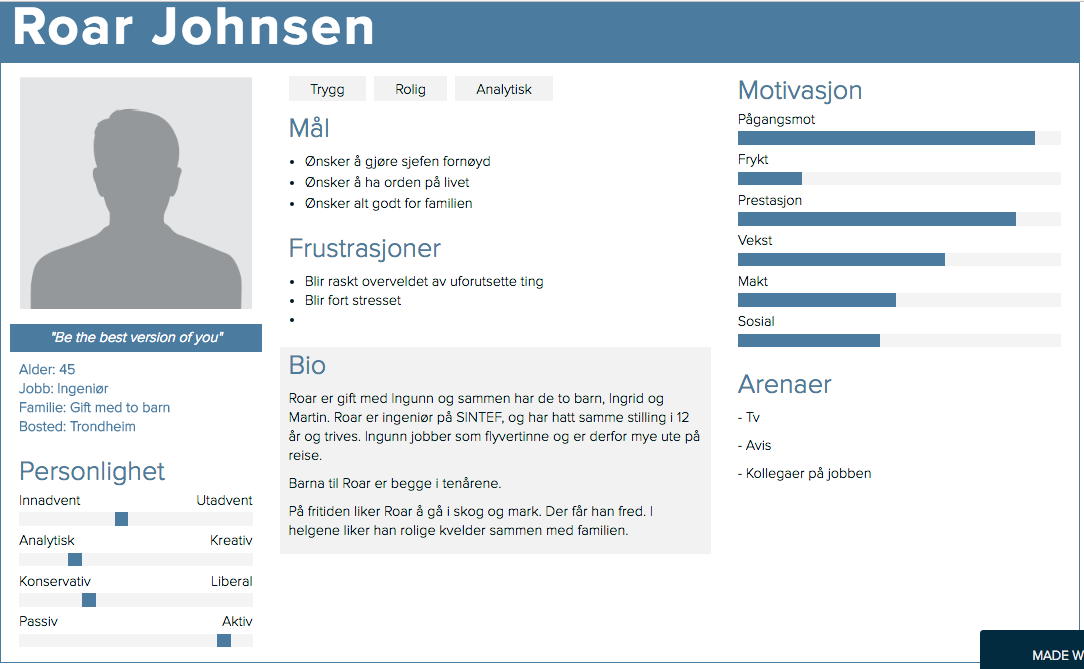 Roar Johnsen
"Be the best version of you"
Alder: 45
Jobb: Ingeniør
Familie: Gift med to barn
Bosted: Trondheim
Personlighet
Innadvent Utadvent
Analytisk Kreativ
Konservativ Liberal
Passiv Aktiv
Trygg Rolig Analytisk
Mål
• Ønsker å gjøre sjefen fornøyd
• Ønsker å ha orden på livet
• Ønsker alt godt for familien
Frustrasjoner
• Blir raskt overveldet av uforutsette ting
• Blir fort stresset
•
Bio
Roar er gift med Ingunn og sammen har de to barn, Ingrid og
Martin. Roar er ingeniør på SINTEF, og har hatt samme stilling i 12
år og trives. Ingunn jobber som flyvertinne og er derfor mye ute på
reise.
Barna til Roar er begge i tenårene.
På fritiden liker Roar å gå i skog og mark. Der får han fred. I
helgene liker han rolige kvelder sammen med familien.
Motivasjon
Pågangsmot
Frykt
Prestasjon
Vekst
Makt
Sosial
Arenaer
- Tv
- Avis
- Kollegaer på jobben
MADE W